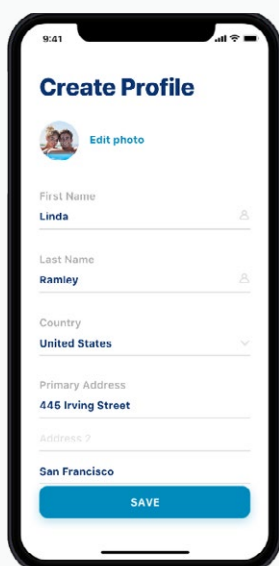 9:41
Create Profile
Edit photo
First Name
Linda
Last Name
Ramley
Country
United States
Primary Address
445 Irving Street
Address 2
San Francisco
SAVE